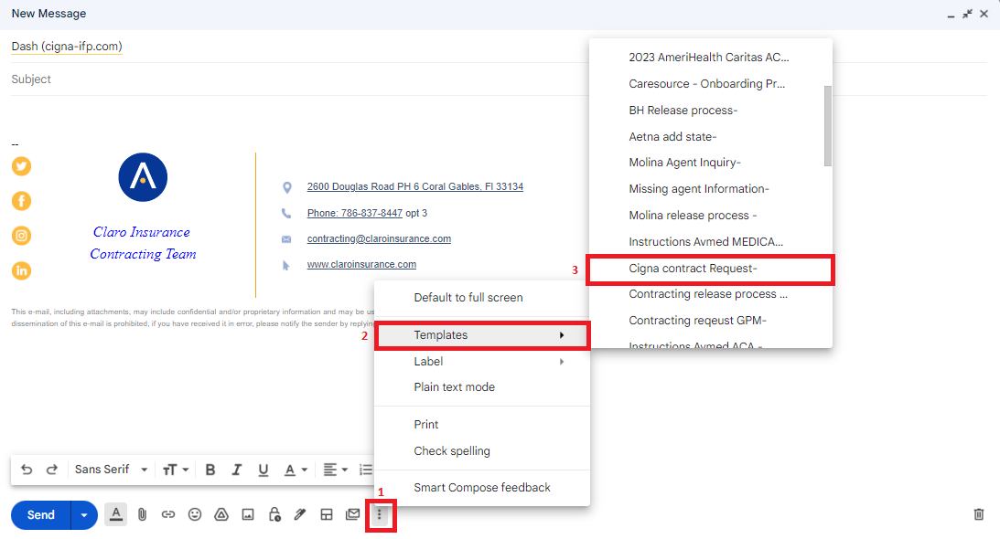 New Message
Dash (cigna-ifp.com)
Subject
--
Claro Insurance
Contracting Team
2600 Douglas Road PH 6 Coral Gables, Fl 33134
Phone: 786-837-8447 opt 3
contracting@claroinsurance.com
www.claroinsurance.com
This e-mail, including attachments, may include confidential and/or proprietary information and may be us
dissemination of this e-mail is prohibited, if you have received it in error, please notify the sender by replying
2023 AmeriHealth Caritas AC...
Caresource - Onboarding Pr...
BH Release process-
Aetna add state-
Molina Agent Inquiry-
Missing agent Information-
Molina release process -
Instructions Avmed MEDICA...
3
Cigna contract Request-
Contracting release process ...
Contracting reqeust GPM-
Instructions Avmed ACA -
Default to full screen
2
Templates
Label
Plain text mode
Print
Check spelling
Smart Compose feedback
Sans Serif
1
Send